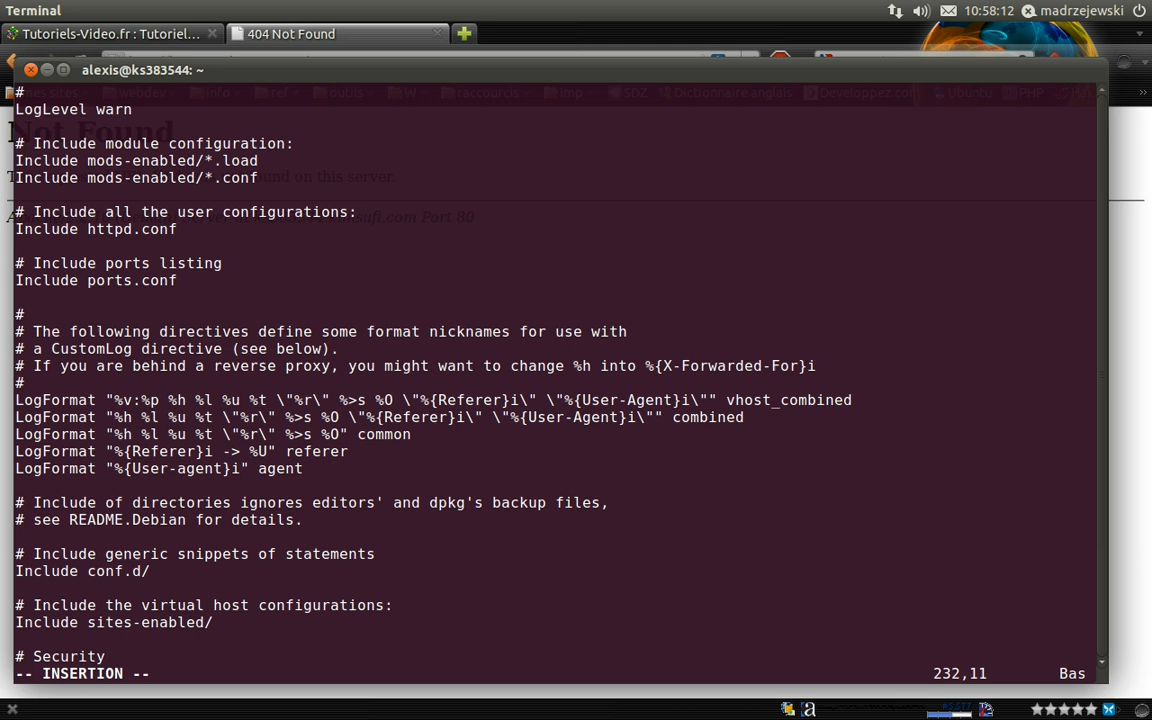 Terminal
10:58:12
madrzejewski
Tutoriels-Video.fr : Tutoriel...
404 Not Found
alexis@ks383544: ~
#
LogLevel warn
# Include module configuration:
Include mods-enabled/*.load
Include mods-enabled/*.conf
# Include all the user configurations:
Include httpd.conf
# Include ports listing
Include ports.conf
#
# The following directives define some format nicknames for use with
# a CustomLog directive (see below).
# If you are behind a reverse proxy, you might want to change %h into %{X-Forwarded-For}i
#
LogFormat "%v:%p %h %l %u %t \"%r\" %>s %O \"%{Referer}i\" \"%{User-Agent}i\"" vhost_combined
LogFormat "%h %l %u %t \"%r\" %>s %O \"%{Referer}i\" \"%{User-Agent}i\"" combined
LogFormat "%h %l %u %t \"%r\" %>s %O" common
LogFormat "%{Referer}i -> %U" referer
LogFormat "%{User-agent}i" agent
# Include of directories ignores editors' and dpkg's backup files,
# see README.Debian for details.
# Include generic snippets of statements
Include conf.d/
# Include the virtual host configurations:
Include sites-enabled/
# Security
-- INSERTION --
232,11
Bas